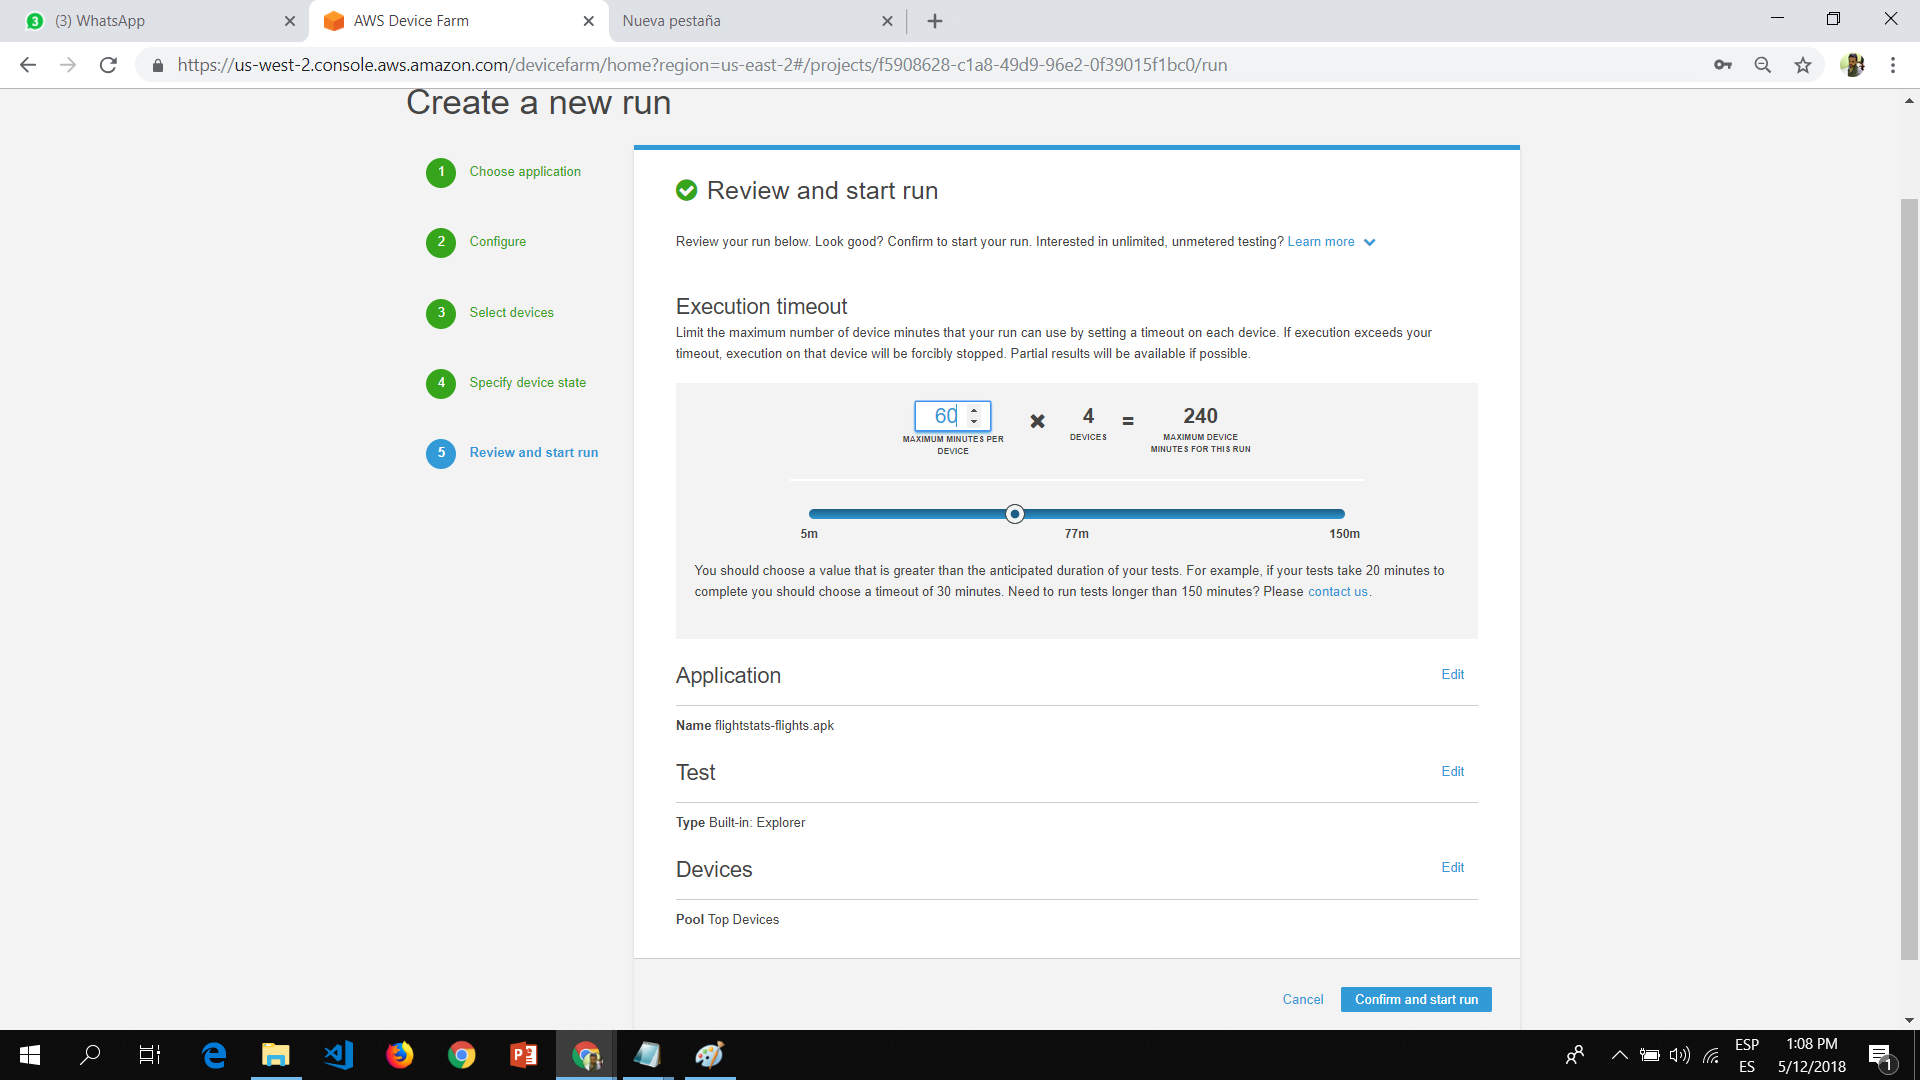 3 (3) WhatsApp
AWS Device Farm
Nueva pestaña
https://us-west-2.console.aws.amazon.com/devicefarm/home?region=us-east-2#/projects/f5908628-c1a8-49d9-96e2-0f39015f1bc0/run
Create a new run
1 Choose application
2 Configure
3 Select devices
4 Specify device state
5 Review and start run
Review and start run
Review your run below. Look good? Confirm to start your run. Interested in unlimited, unmetered testing? Learn more
Execution timeout
Limit the maximum number of device minutes that your run can use by setting a timeout on each device. If execution exceeds your
timeout, execution on that device will be forcibly stopped. Partial results will be available if possible.
60 × 4 = 240
MAXIMUM MINUTES PER
DEVICE
DEVICES
MAXIMUM DEVICE
MINUTES FOR THIS RUN
5m 77m 150m
You should choose a value that is greater than the anticipated duration of your tests. For example, if your tests take 20 minutes to
complete you should choose a timeout of 30 minutes. Need to run tests longer than 150 minutes? Please contact us.
Application Edit
Name flightstats-flights.apk
Test Edit
Type Built-in: Explorer
Devices Edit
Pool Top Devices
Cancel Confirm and start run
ESP
ES
1:08 PM
5/12/2018
1